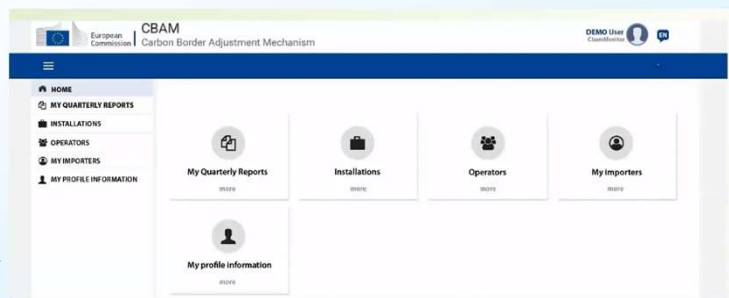 European
Commission
CBAM
Carbon Border Adjustment Mechanism
DEMO User
EN
HOME
MY QUARTERLY REPORTS
INSTALLATIONS
OPERATORS
MY IMPORTERS
MY PROFILE INFORMATION
My Quarterly Reports
more
Installations
more
Operators
more
My importers
more
My profile information
more